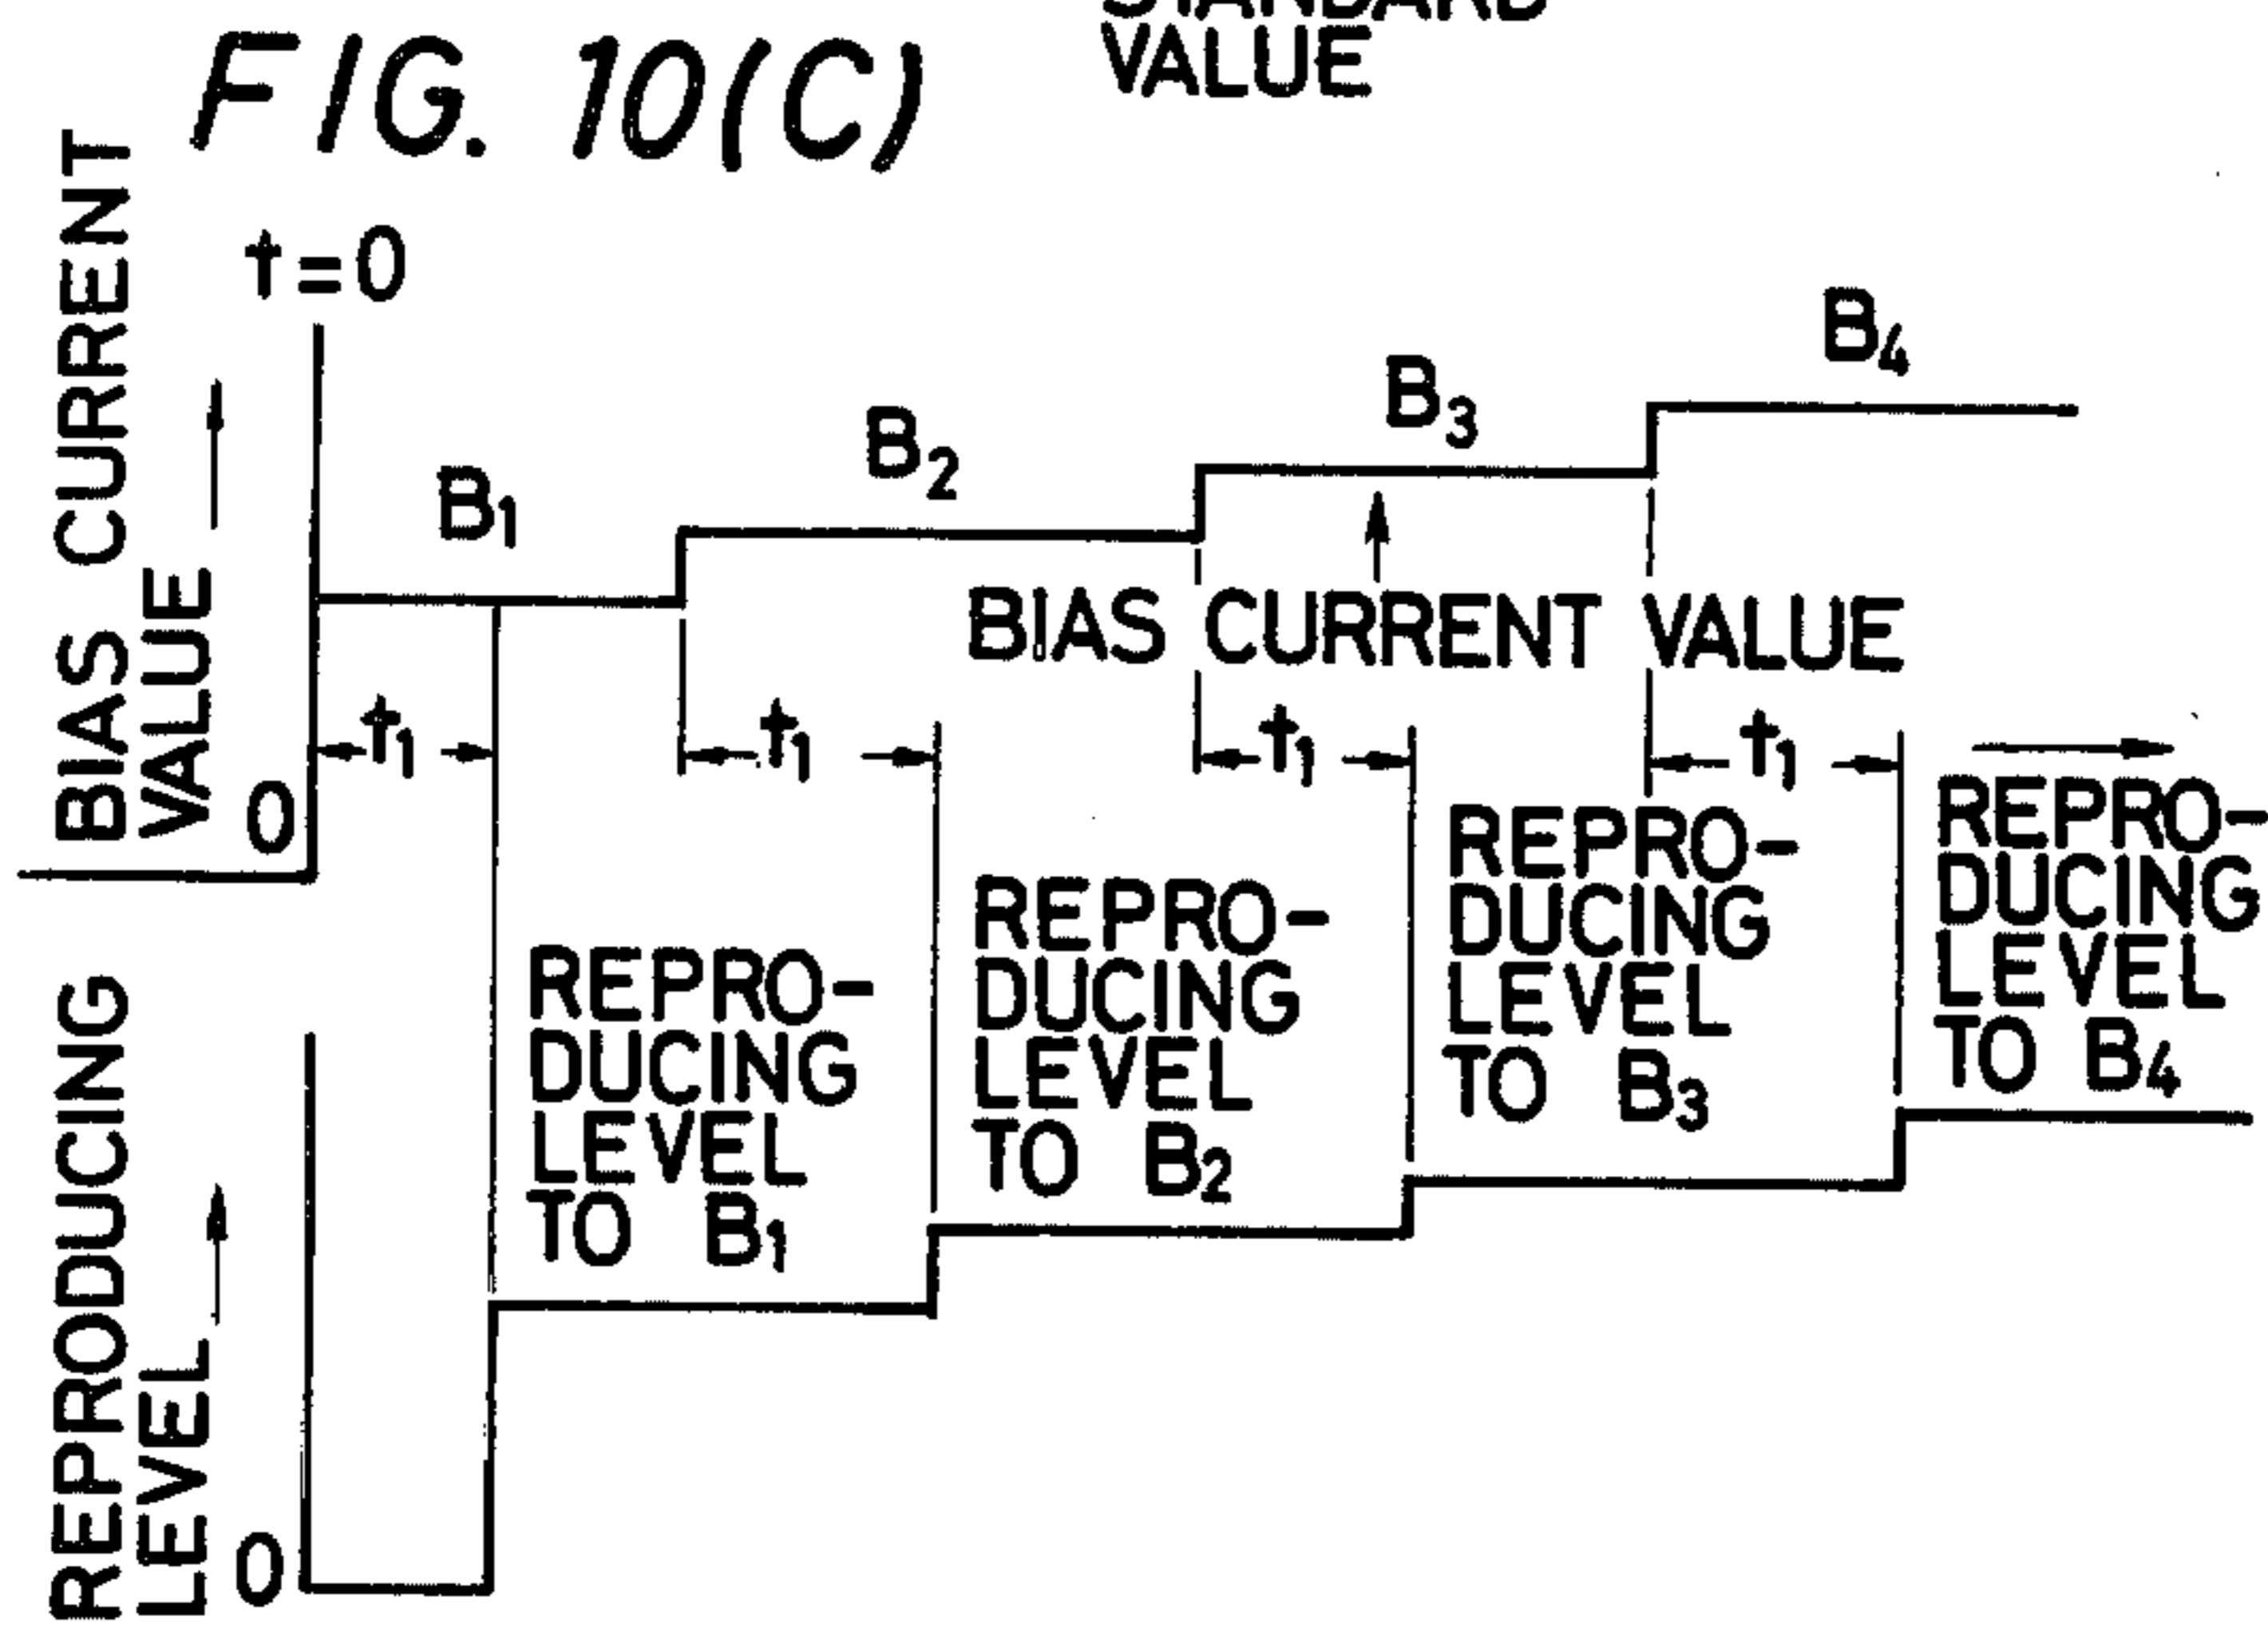 STANDARD
VALUE
FIG. 10(C)
BIAS CURRENT
VALUE
t=0
B1
B2
B3
B4
BIAS CURRENT VALUE
t1
t1
t1
t1
0
REPRO-
DUCING
LEVEL
TO B1
REPRO-
DUCING
LEVEL
TO B2
REPRO-
DUCING
LEVEL
TO B3
REPRO-
DUCING
LEVEL
TO B4
REPRODUCING
LEVEL
0